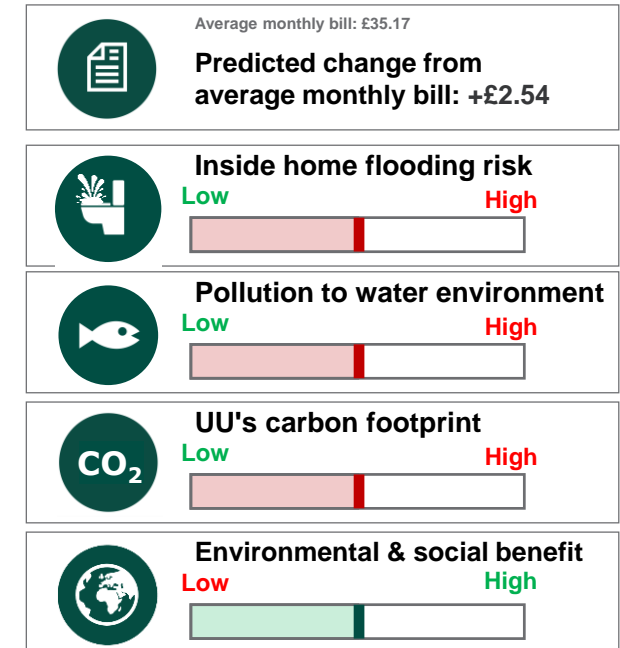 Average monthly bill: £35.17
Predicted change from
average monthly bill: +£2.54
Inside home flooding risk
Low High
Pollution to water environment
Low High
CO₂
UU's carbon footprint
Low High
Environmental & social benefit
Low High